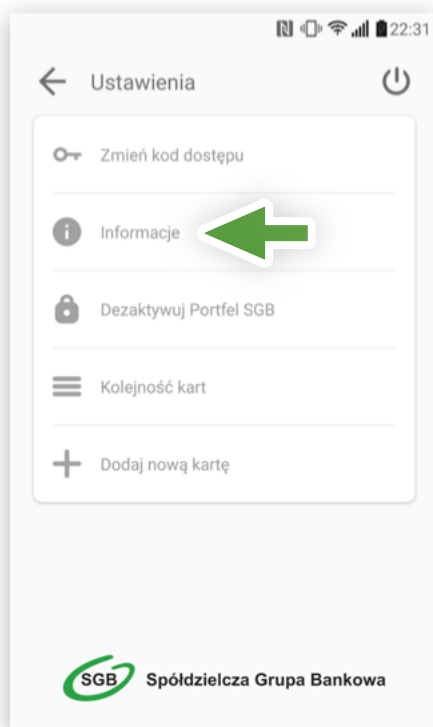 22:31
Ustawienia
Zmień kod dostępu
Informacje
Dezaktywuj Portfel SGB
Kolejność kart
Dodaj nową kartę
SGB Spółdzielcza Grupa Bankowa